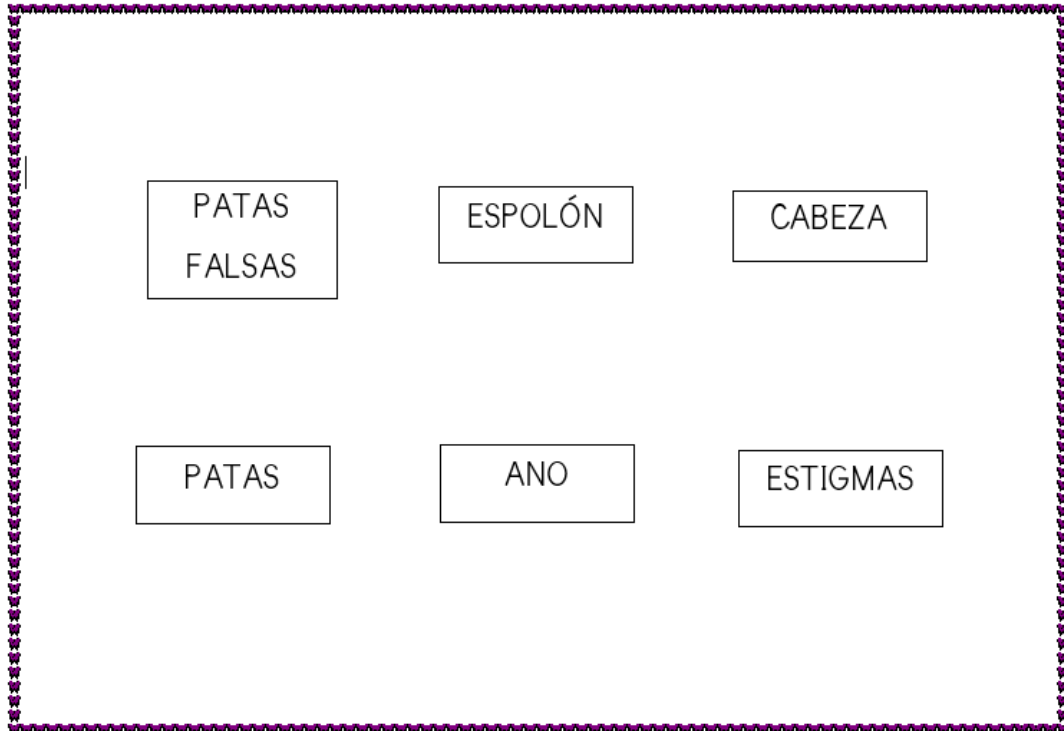 PATAS
FALSAS
ESPOLÓN
CABEZA
PATAS
ANO
ESTIGMAS